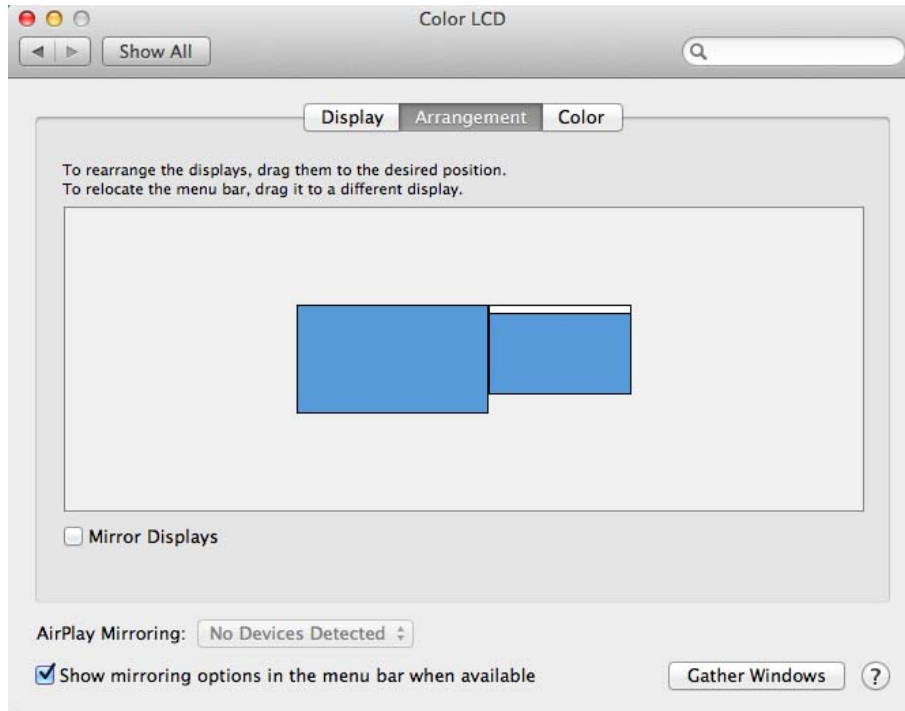 Color LCD
Show All
Display Arrangement Color
To rearrange the displays, drag them to the desired position.
To relocate the menu bar, drag it to a different display.
Mirror Displays
AirPlay Mirroring: No Devices Detected
Show mirroring options in the menu bar when available
Gather Windows ?